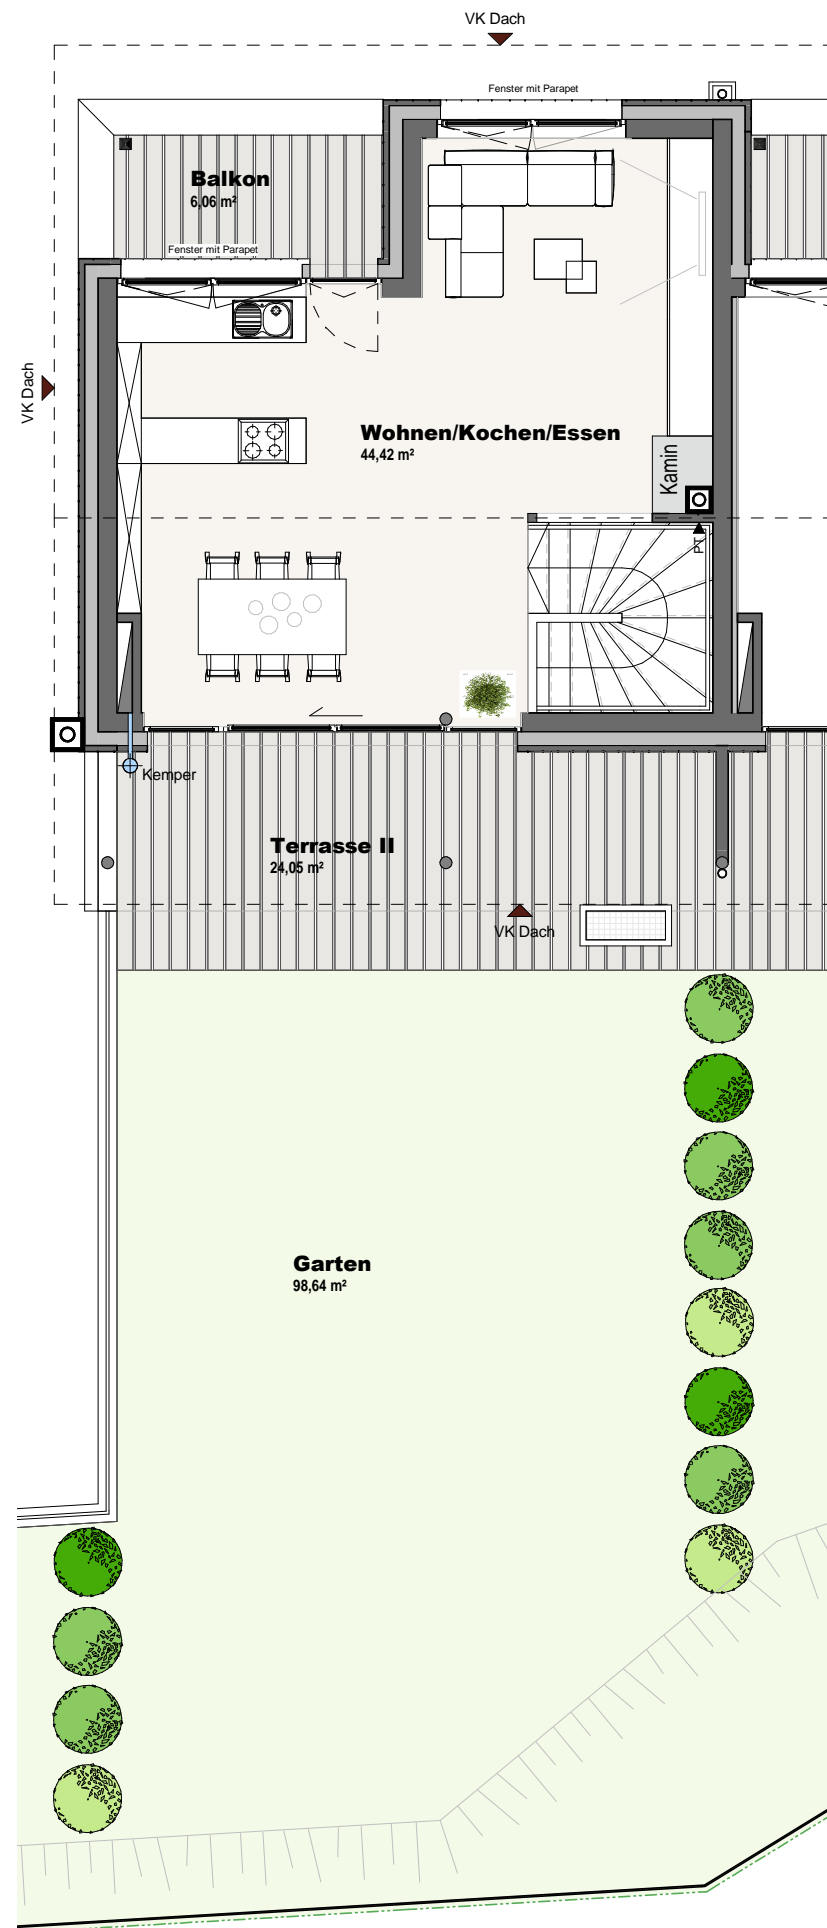 VK Dach
Fenster mit Parapet
Balkon
6,06 m²
Fenster mit Parapet
VK Dach
Wohnen/Kochen/Essen
44,42 m²
Kamin
PT
Kemper
Terrasse II
24,05 m²
VK Dach
Garten
98,64 m²